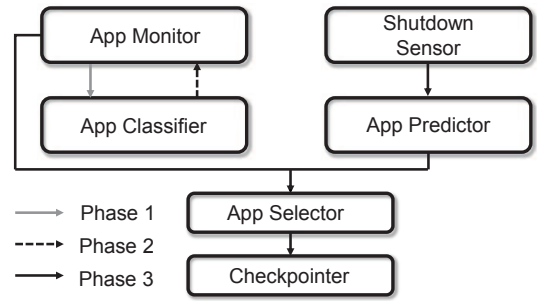 App Monitor
Shutdown
Sensor
App Classifier
App Predictor
App Selector
Checkpointer
Phase 1
Phase 2
Phase 3